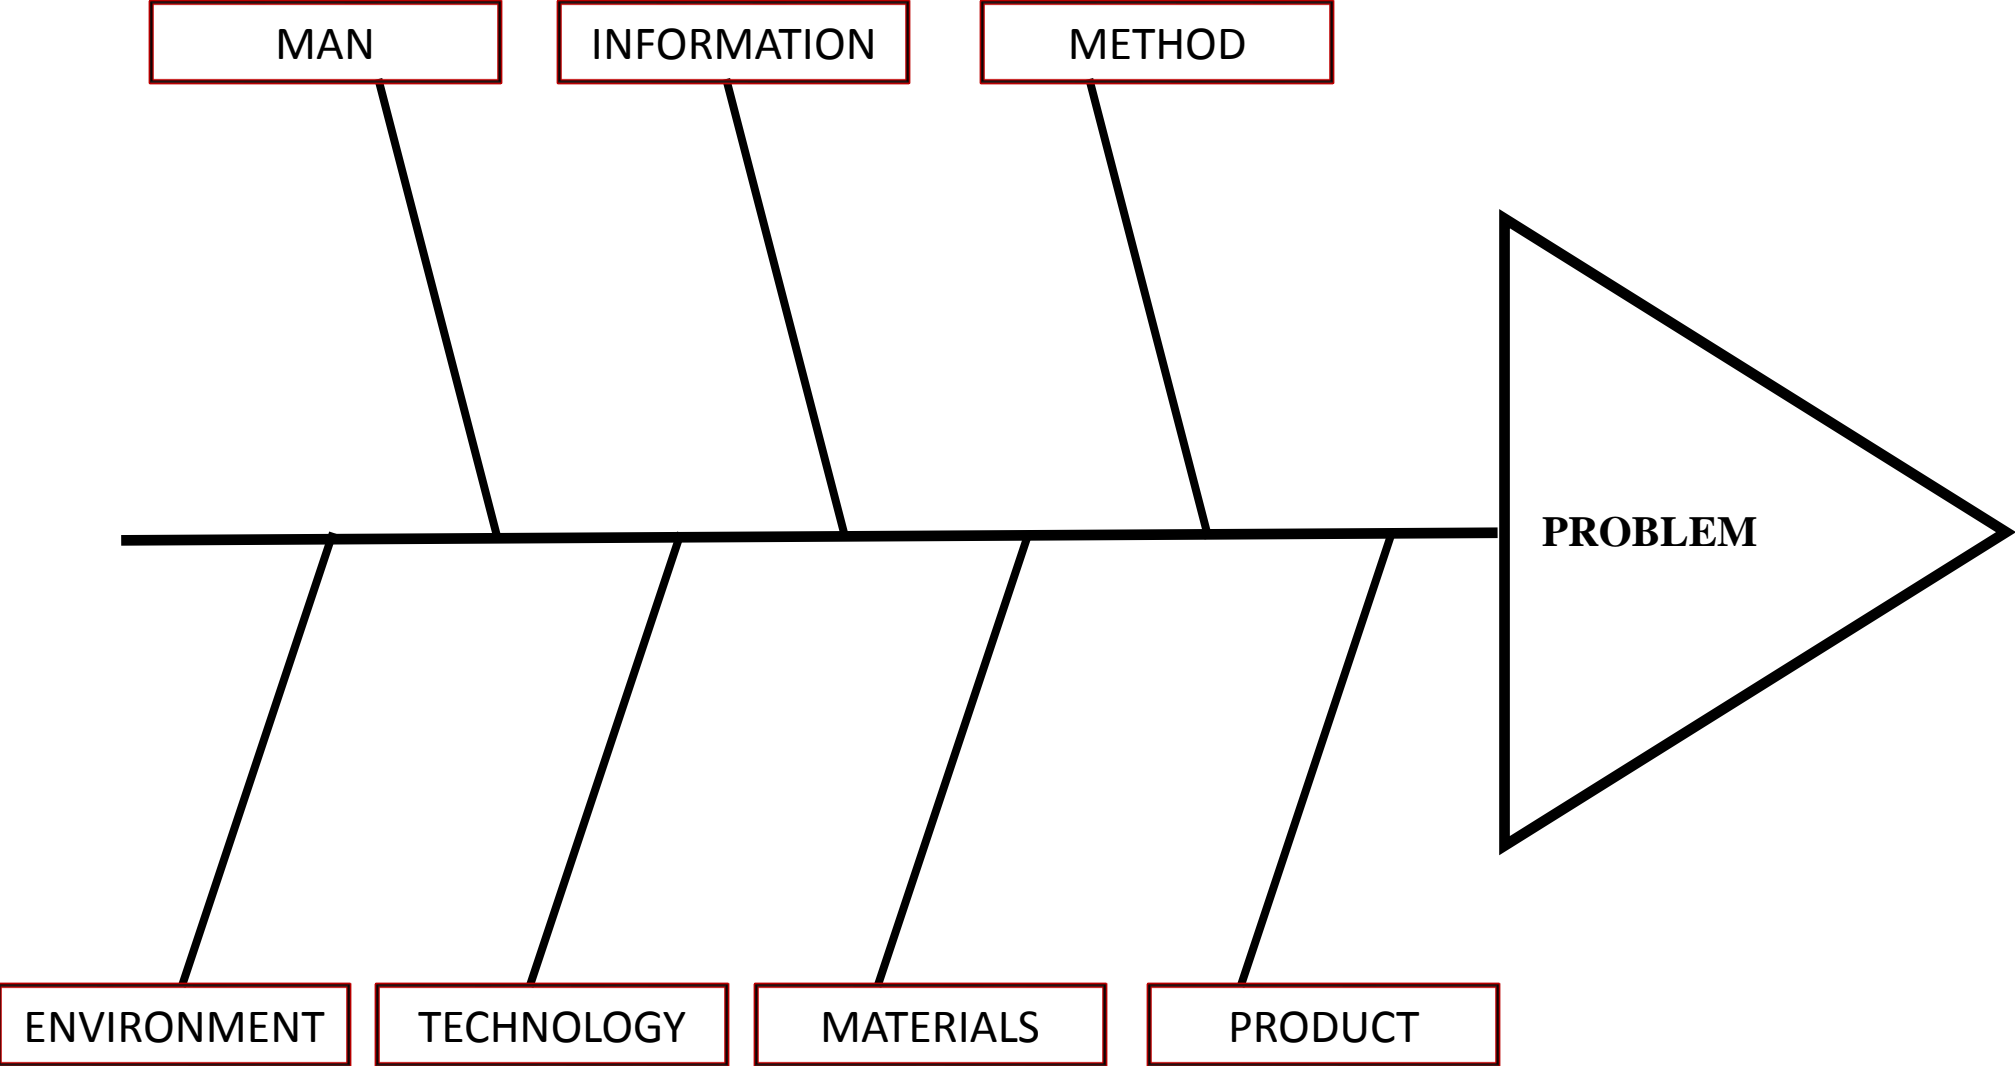 MAN
INFORMATION
METHOD
PROBLEM
ENVIRONMENT
TECHNOLOGY
MATERIALS
PRODUCT